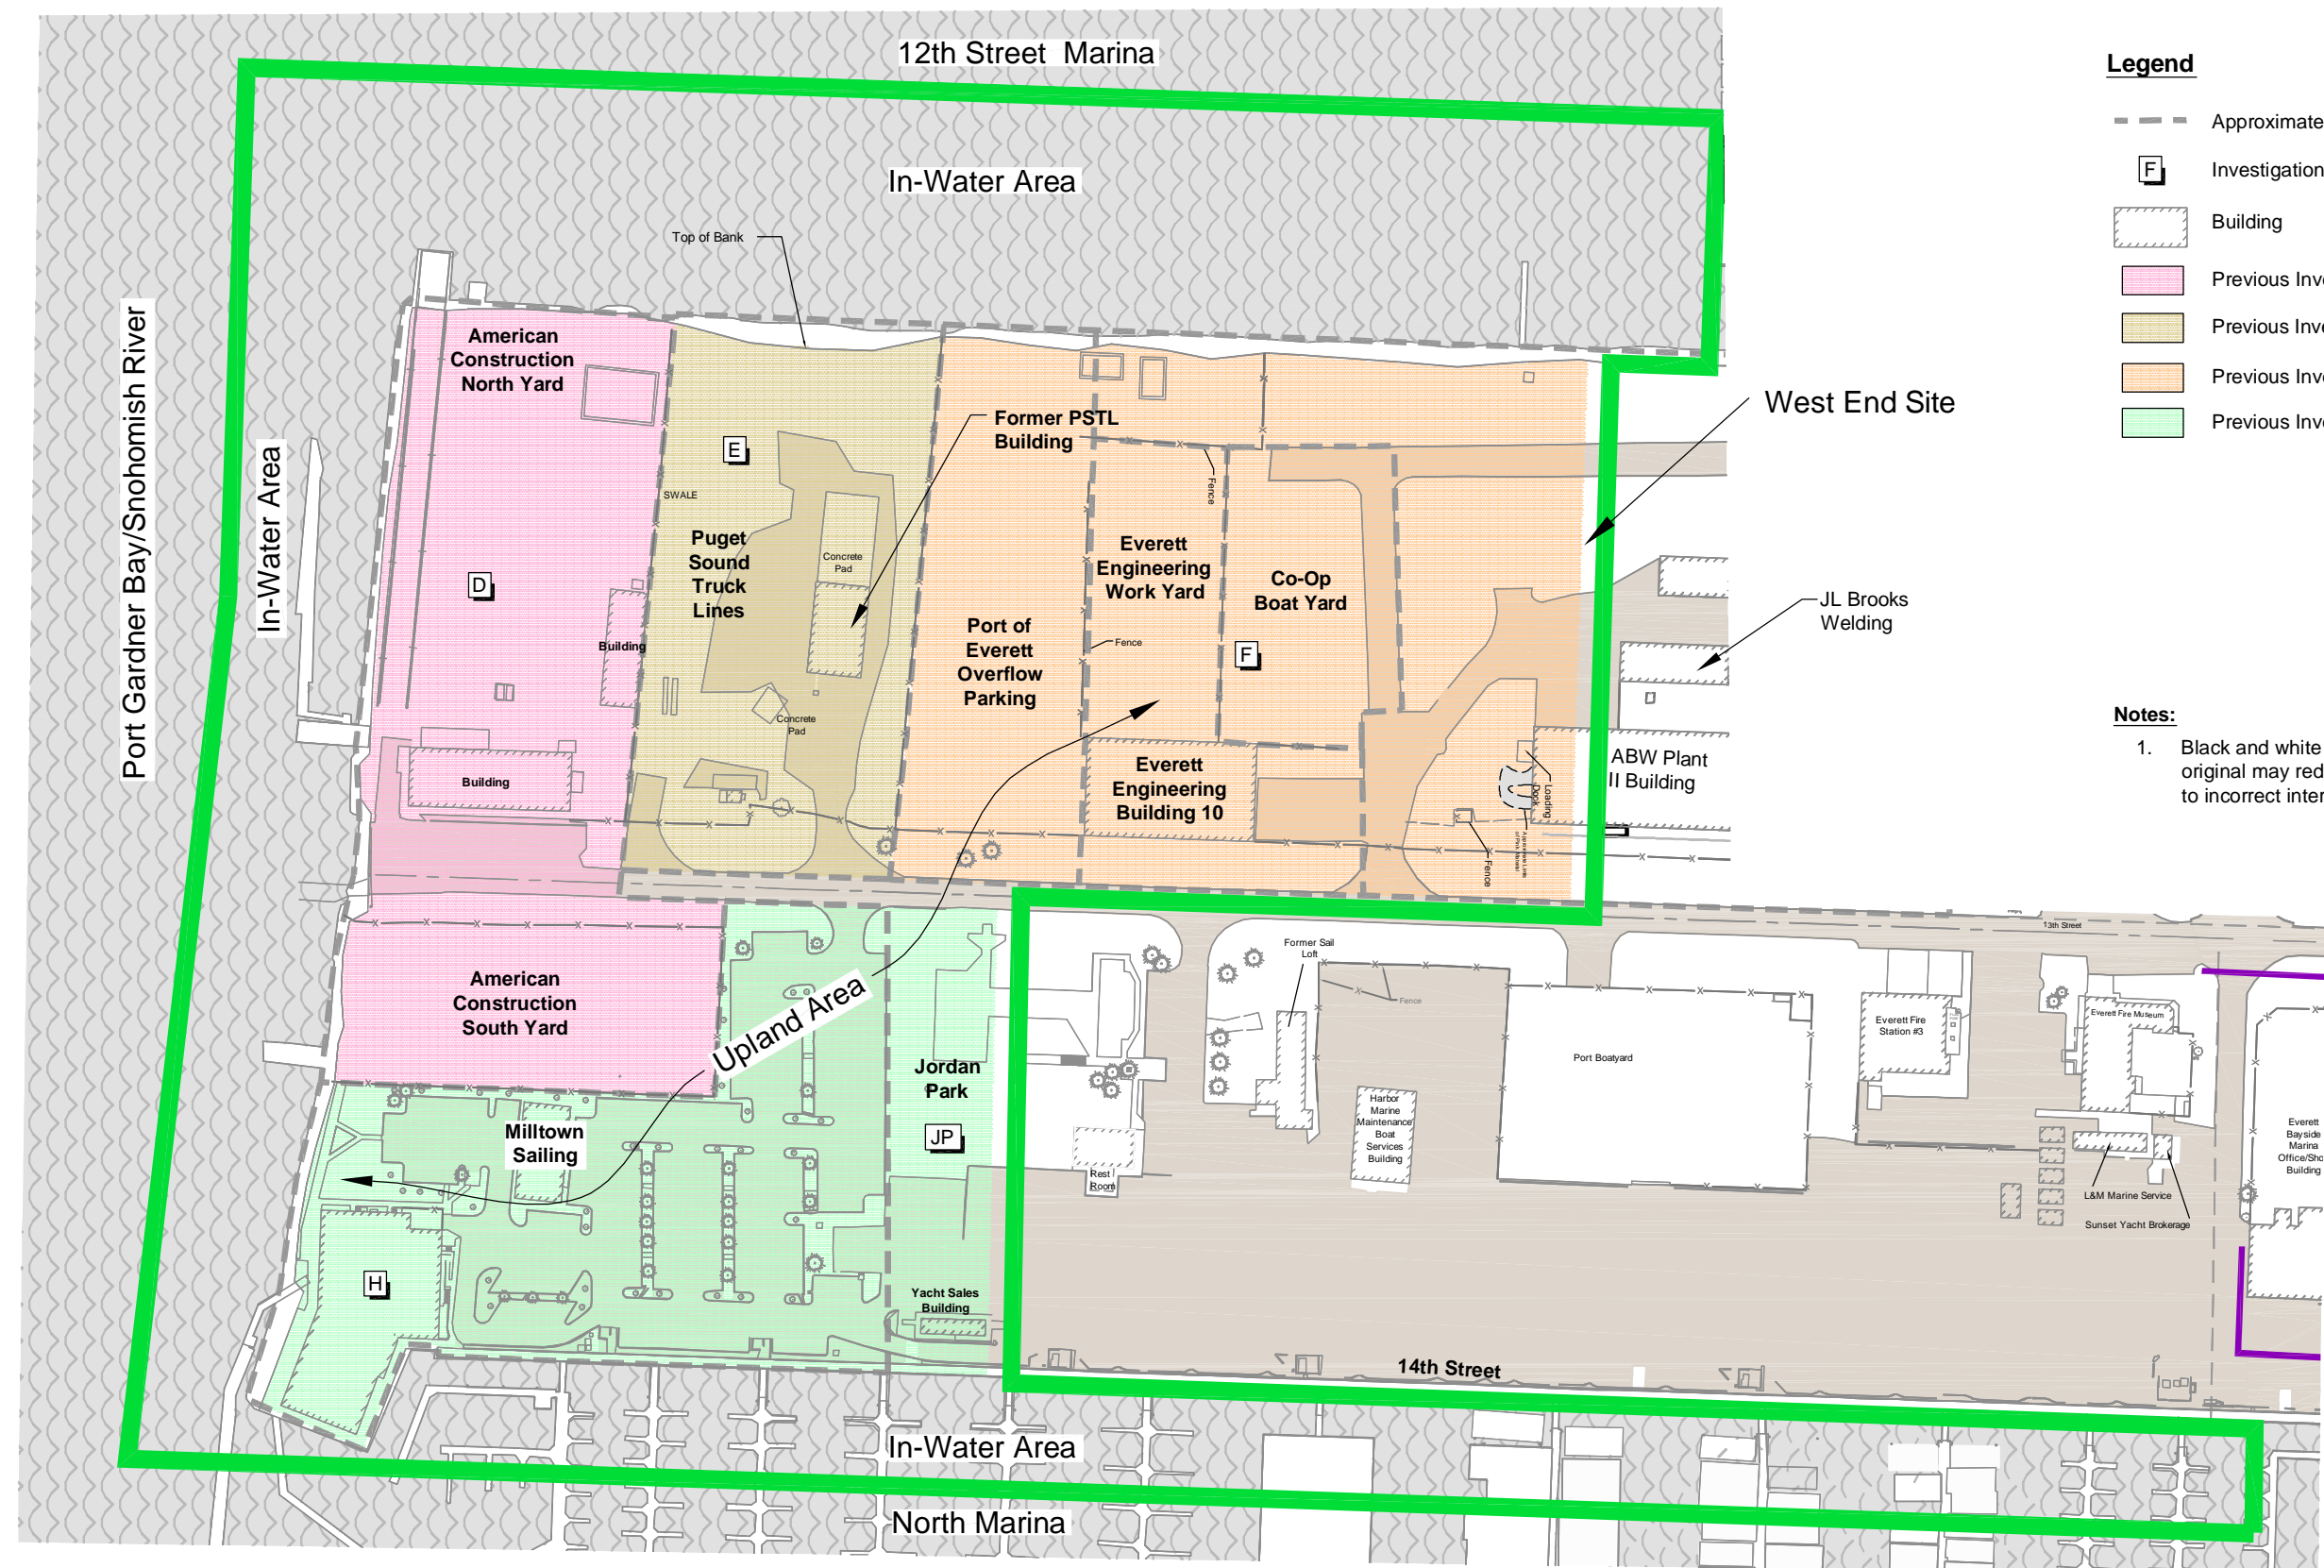 12th Street  Marina
In-Water Area
Top of Bank
Port Gardner Bay/Snohomish River
In-Water Area
American
Construction
North Yard
D
Building
Building
E
SWALE
Puget
Sound
Truck
Lines
Concrete
Pad
Concrete
Pad
Former PSTL
Building
Port of
Everett
Overflow
Parking
Fence
Everett
Engineering
Work Yard
Fence
Co-Op
Boat Yard
F
Everett
Engineering
Building 10
Loading
Dock
Fence
West End Site
JL Brooks
Welding
ABW Plant
II Building
American
Construction
South Yard
Upland Area
Milltown
Sailing
H
Jordan
Park
JP
Yacht Sales
Building
Rest
Room
Former Sail
Loft
Fence
Harbor
Marine
Maintenance
Boat
Services
Building
Port Boatyard
Everett Fire
Station #3
13th Street
Everett Fire Museum
L&M Marine Service
Sunset Yacht Brokerage
Everett
Bayside
Marina
Office/Sho
Building
14th Street
In-Water Area
North Marina
Legend
Approximate
F
Investigation
Building
Previous Inv
Previous Inv
Previous Inv
Previous Inv
Notes:
1. Black and white
original may red
to incorrect inter